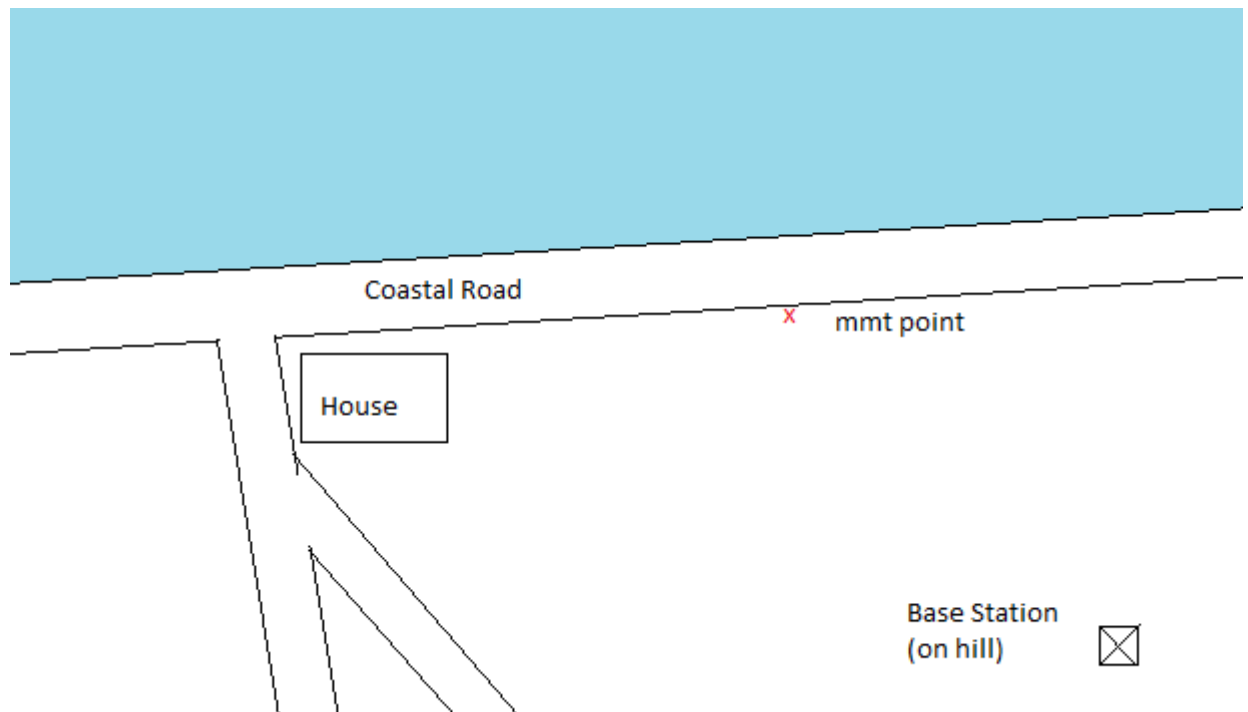 Coastal Road
x
mmt point
House
Base Station
(on hill)